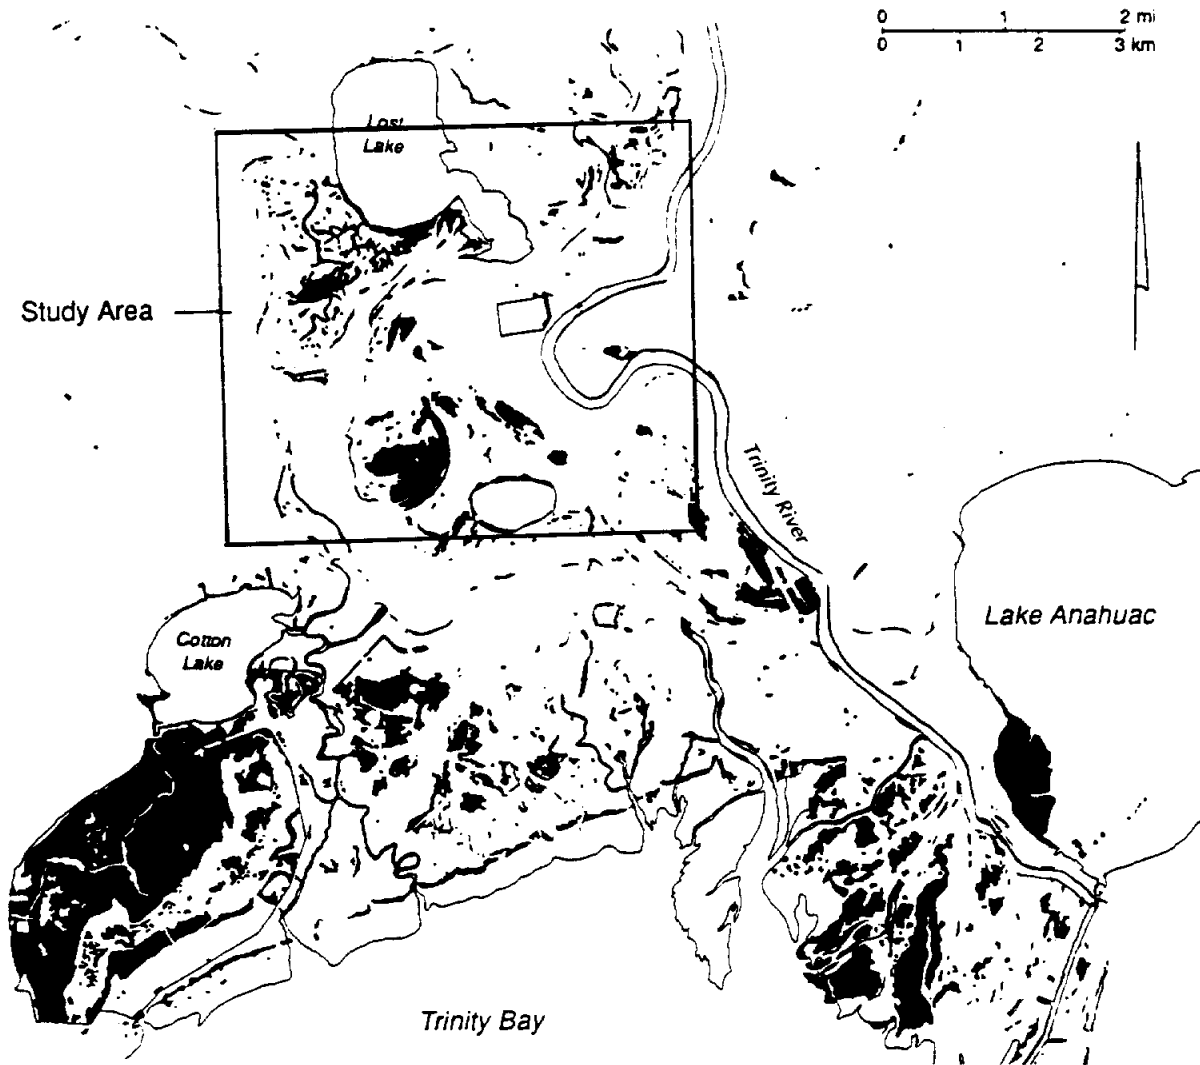 0 1 2 mi
0 1 2 3 km
Lost
Lake
Study Area
Trinity River
Lake Anahuac
Cotton
Lake
Trinity Bay